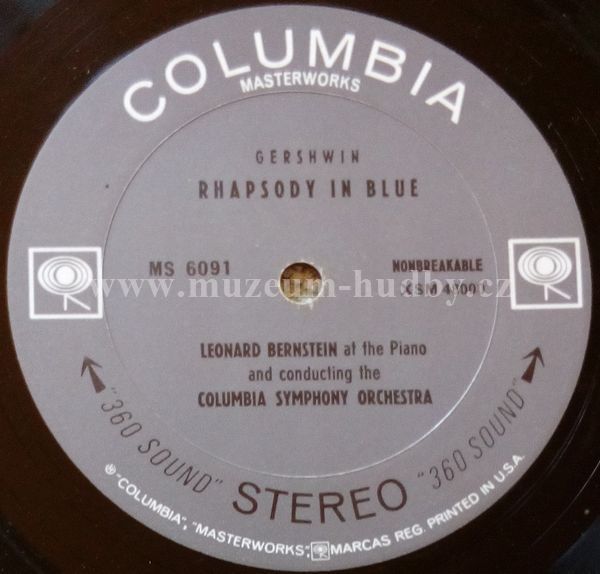 COLUMBIA
MASTERWORKS
GERSHWIN
RHAPSODY IN BLUE
MS 6091
NONBREAKABLE
www.muzeum-hudby.cz
LEONARD BERNSTEIN at the Piano
and conducting the
COLUMBIA SYMPHONY ORCHESTRA
"360 SOUND" STEREO "360 SOUND"
® "COLUMBIA", "MASTERWORKS", MARCAS REG. PRINTED IN U.S.A.